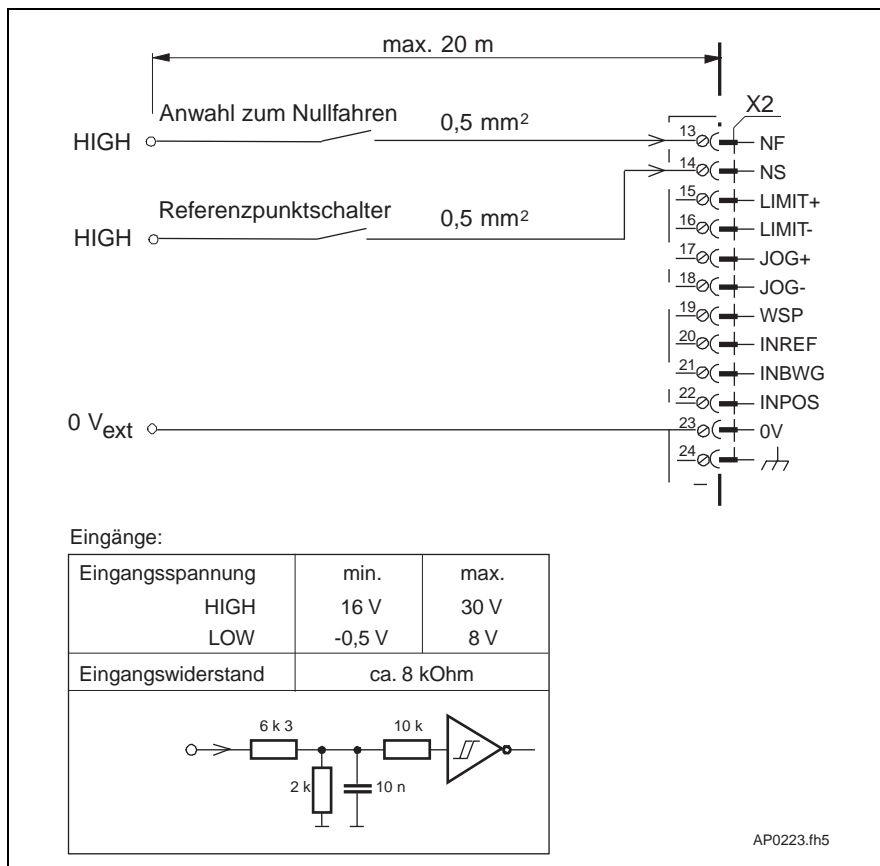 max. 20 m
X2
Anwahl zum Nullfahren
0,5 mm²
HIGH
13
NF
14
NS
15
LIMIT+
Referenzpunktschalter
0,5 mm²
16
LIMIT-
HIGH
17
JOG+
18
JOG-
19
WSP
20
INREF
21
INBWG
22
INPOS
0 Vext
23
0V
24
Eingänge:
Eingangsspannung min. max.
HIGH 16 V 30 V
LOW -0,5 V 8 V
Eingangswiderstand ca. 8 kOhm
6 k 3
10 k
2 k
10 n
AP0223.fh5